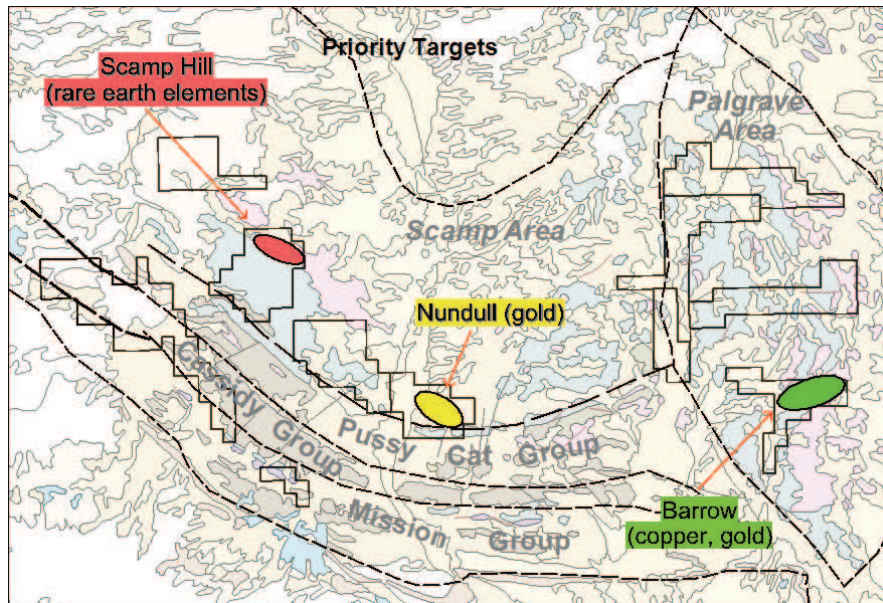 Priority Targets
Scamp Hill
(rare earth elements)
Palgrave
Area
Scamp Area
Nundull (gold)
Cassidy
Group
Pussy Cat Group
Mission Group
Barrow
(copper, gold)